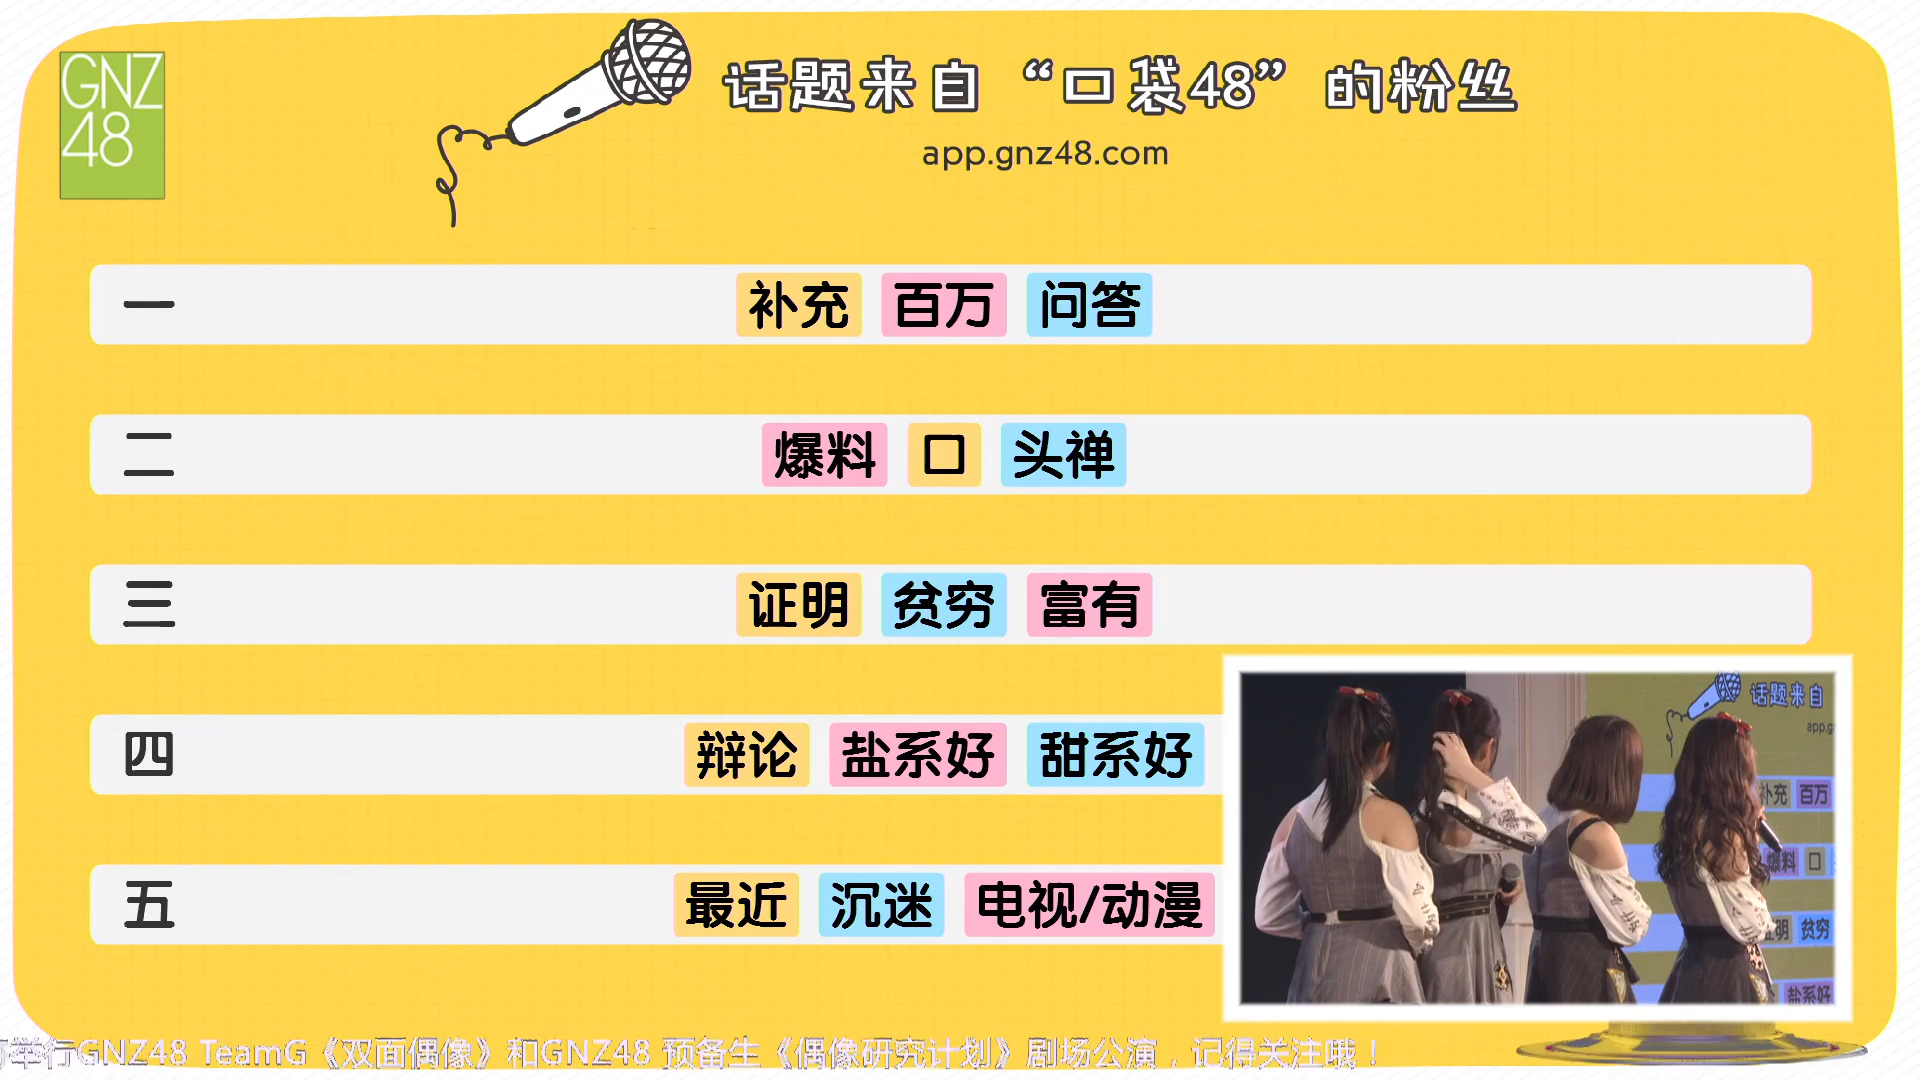 GNZ
48
话题来自“口袋48”的粉丝
app.gnz48.com
一 补充 百万 问答
二 爆料 口 头禅
三 证明 贫穷 富有
四 辩论 盐系好 甜系好
五 最近 沉迷 电视/动漫
话题来自
app.g
补充 百万
爆料 口
证明 贫穷
盐系好
举行GNZ48 TeamG《双面偶像》和GNZ48 预备生《偶像研究计划》剧场公演，记得关注哦！